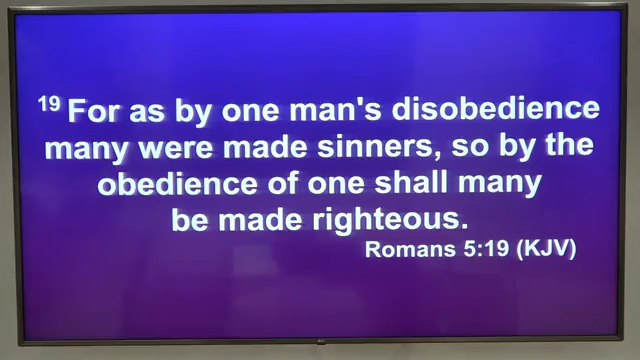 19 For as by one man's disobedience
many were made sinners, so by the
obedience of one shall many
be made righteous.
Romans 5:19 (KJV)